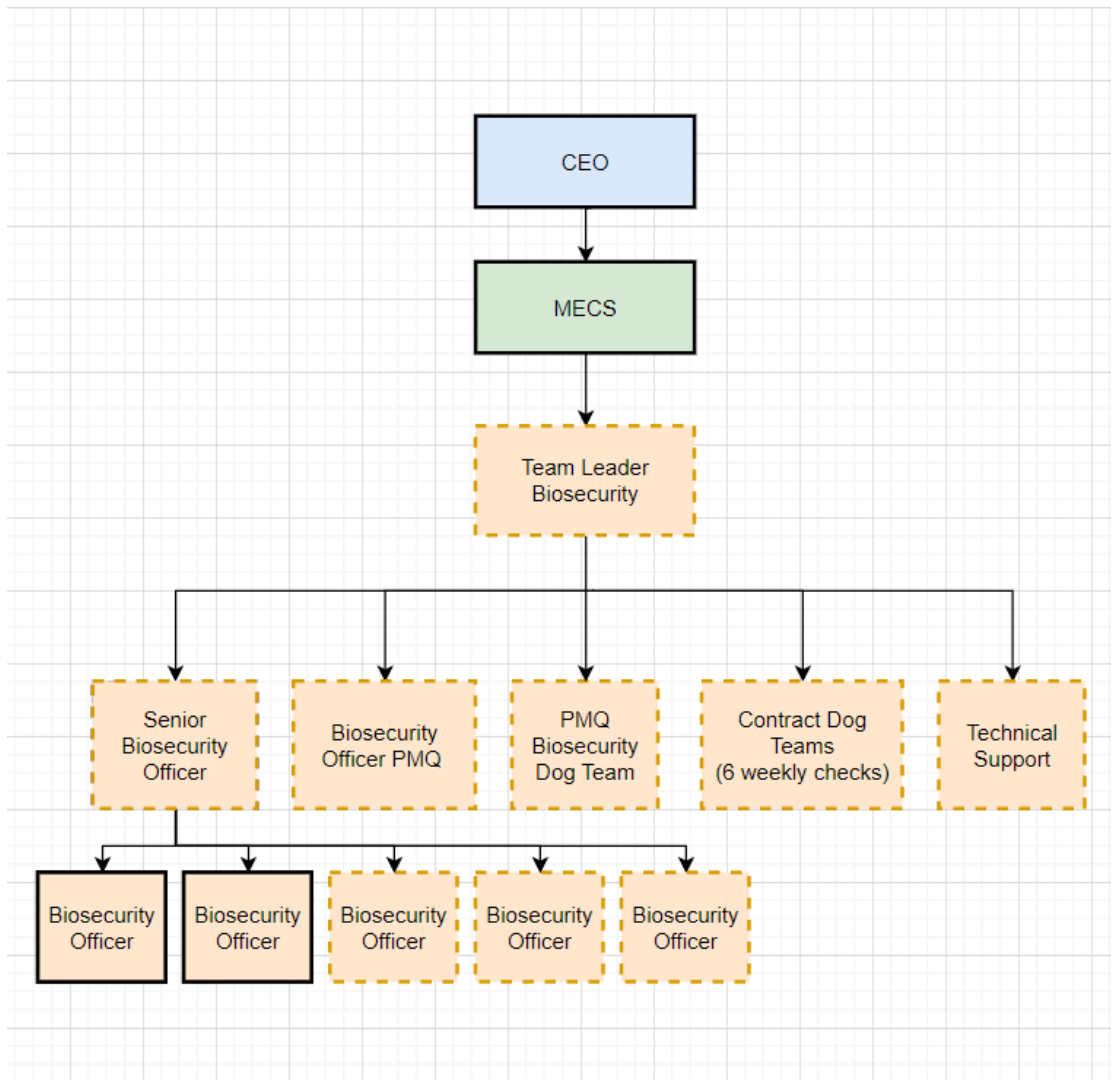 CEO
MECS
Team Leader
Biosecurity
Senior
Biosecurity
Officer
Biosecurity
Officer PMQ
PMQ
Biosecurity
Dog Team
Contract Dog
Teams
(6 weekly checks)
Technical
Support
Biosecurity
Officer
Biosecurity
Officer
Biosecurity
Officer
Biosecurity
Officer
Biosecurity
Officer